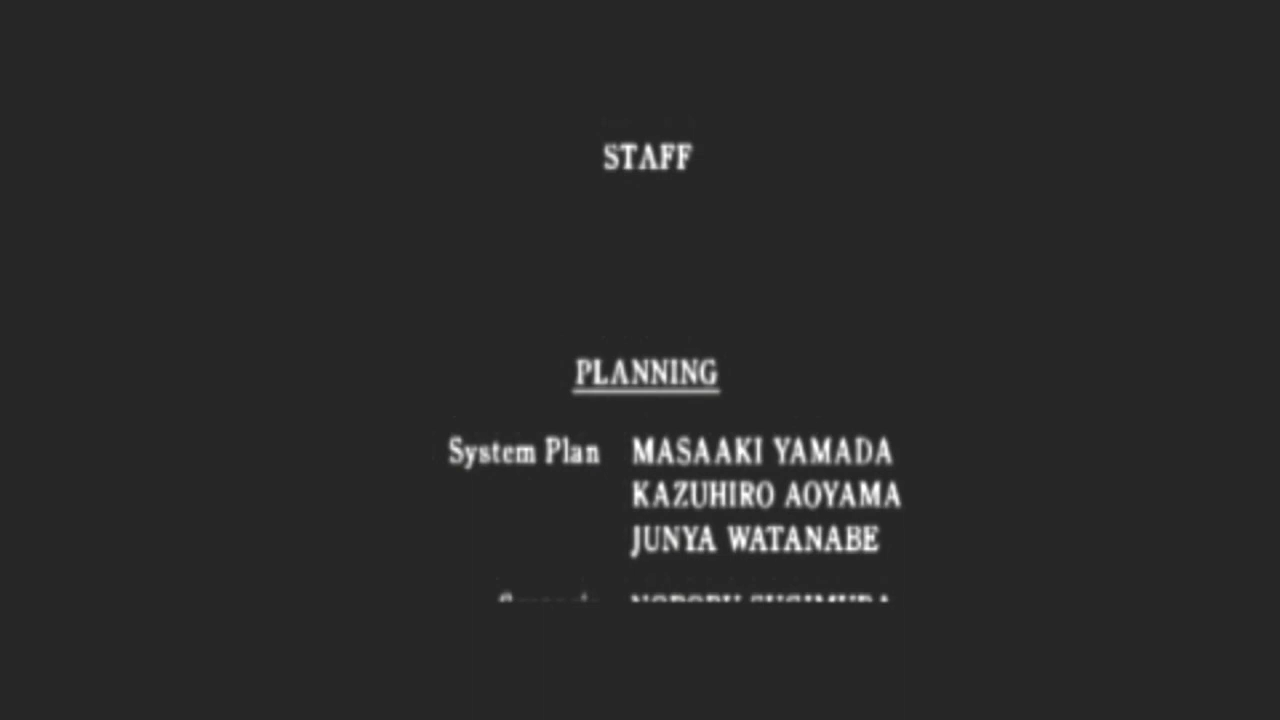 STAFF
PLANNING
System Plan MASAAKI YAMADA
KAZUHIRO AOYAMA
JUNYA WATANABE